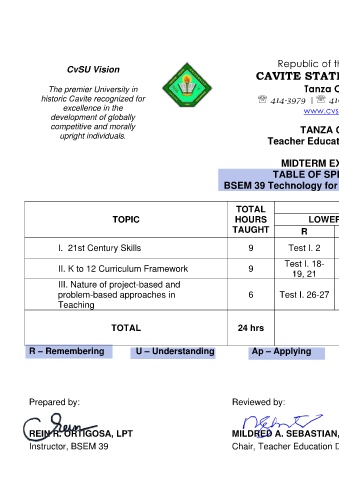 CvSU Vision
The premier University in
historic Cavite recognized for
excellence in the
development of globally
competitive and morally
upright individuals.
Republic of th
CAVITE STAT
Tanza C
☏ 414-3979 | ☏ 41
www.cvs
TANZA C
Teacher Educat
MIDTERM EX
TABLE OF SPE
BSEM 39 Technology for
TOPIC
TOTAL
HOURS
TAUGHT
LOWER
R
I. 21st Century Skills 9 Test I. 2
II. K to 12 Curriculum Framework 9 Test I. 18-
19, 21
III. Nature of project-based and
problem-based approaches in
Teaching
6 Test I. 26-27
TOTAL 24 hrs
R – Remembering U – Understanding Ap – Applying
Prepared by: Reviewed by:
REIN R. ORTIGOSA, LPT MILDRED A. SEBASTIAN,
Instructor, BSEM 39 Chair, Teacher Education D